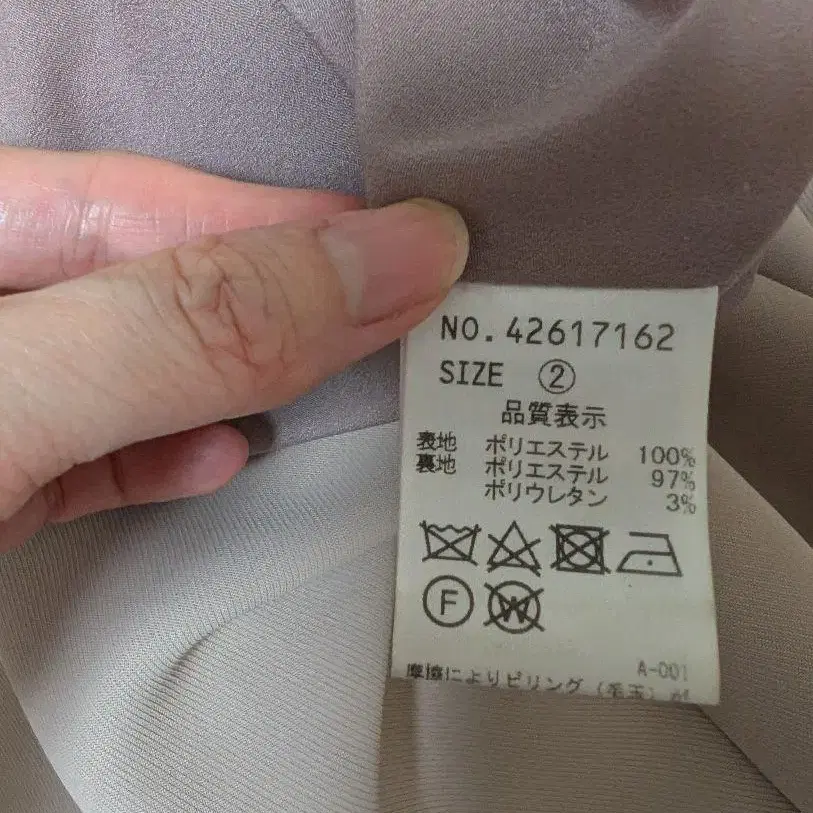 NO. 42617162
SIZE ②
品質表示
表地 ポリエステル 100%
裏地 ポリエステル 97%
ポリウレタン 3%
F W
A-001
摩擦によりピリング（毛玉）が